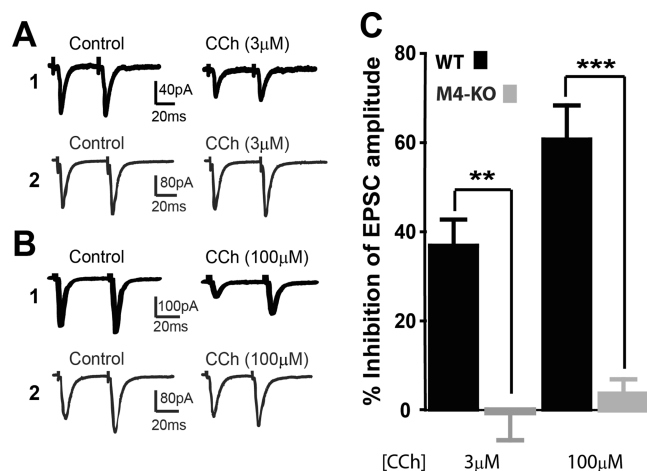 A
Control
CCh (3μM)
1
40pA
20ms
Control
CCh (3μM)
2
80pA
20ms
B
Control
CCh (100μM)
1
100pA
20ms
Control
CCh (100μM)
2
80pA
20ms
C
% Inhibition of EPSC amplitude
80
60
40
20
0
WT
M4-KO
**
***
[CCh]
3μM
100μM